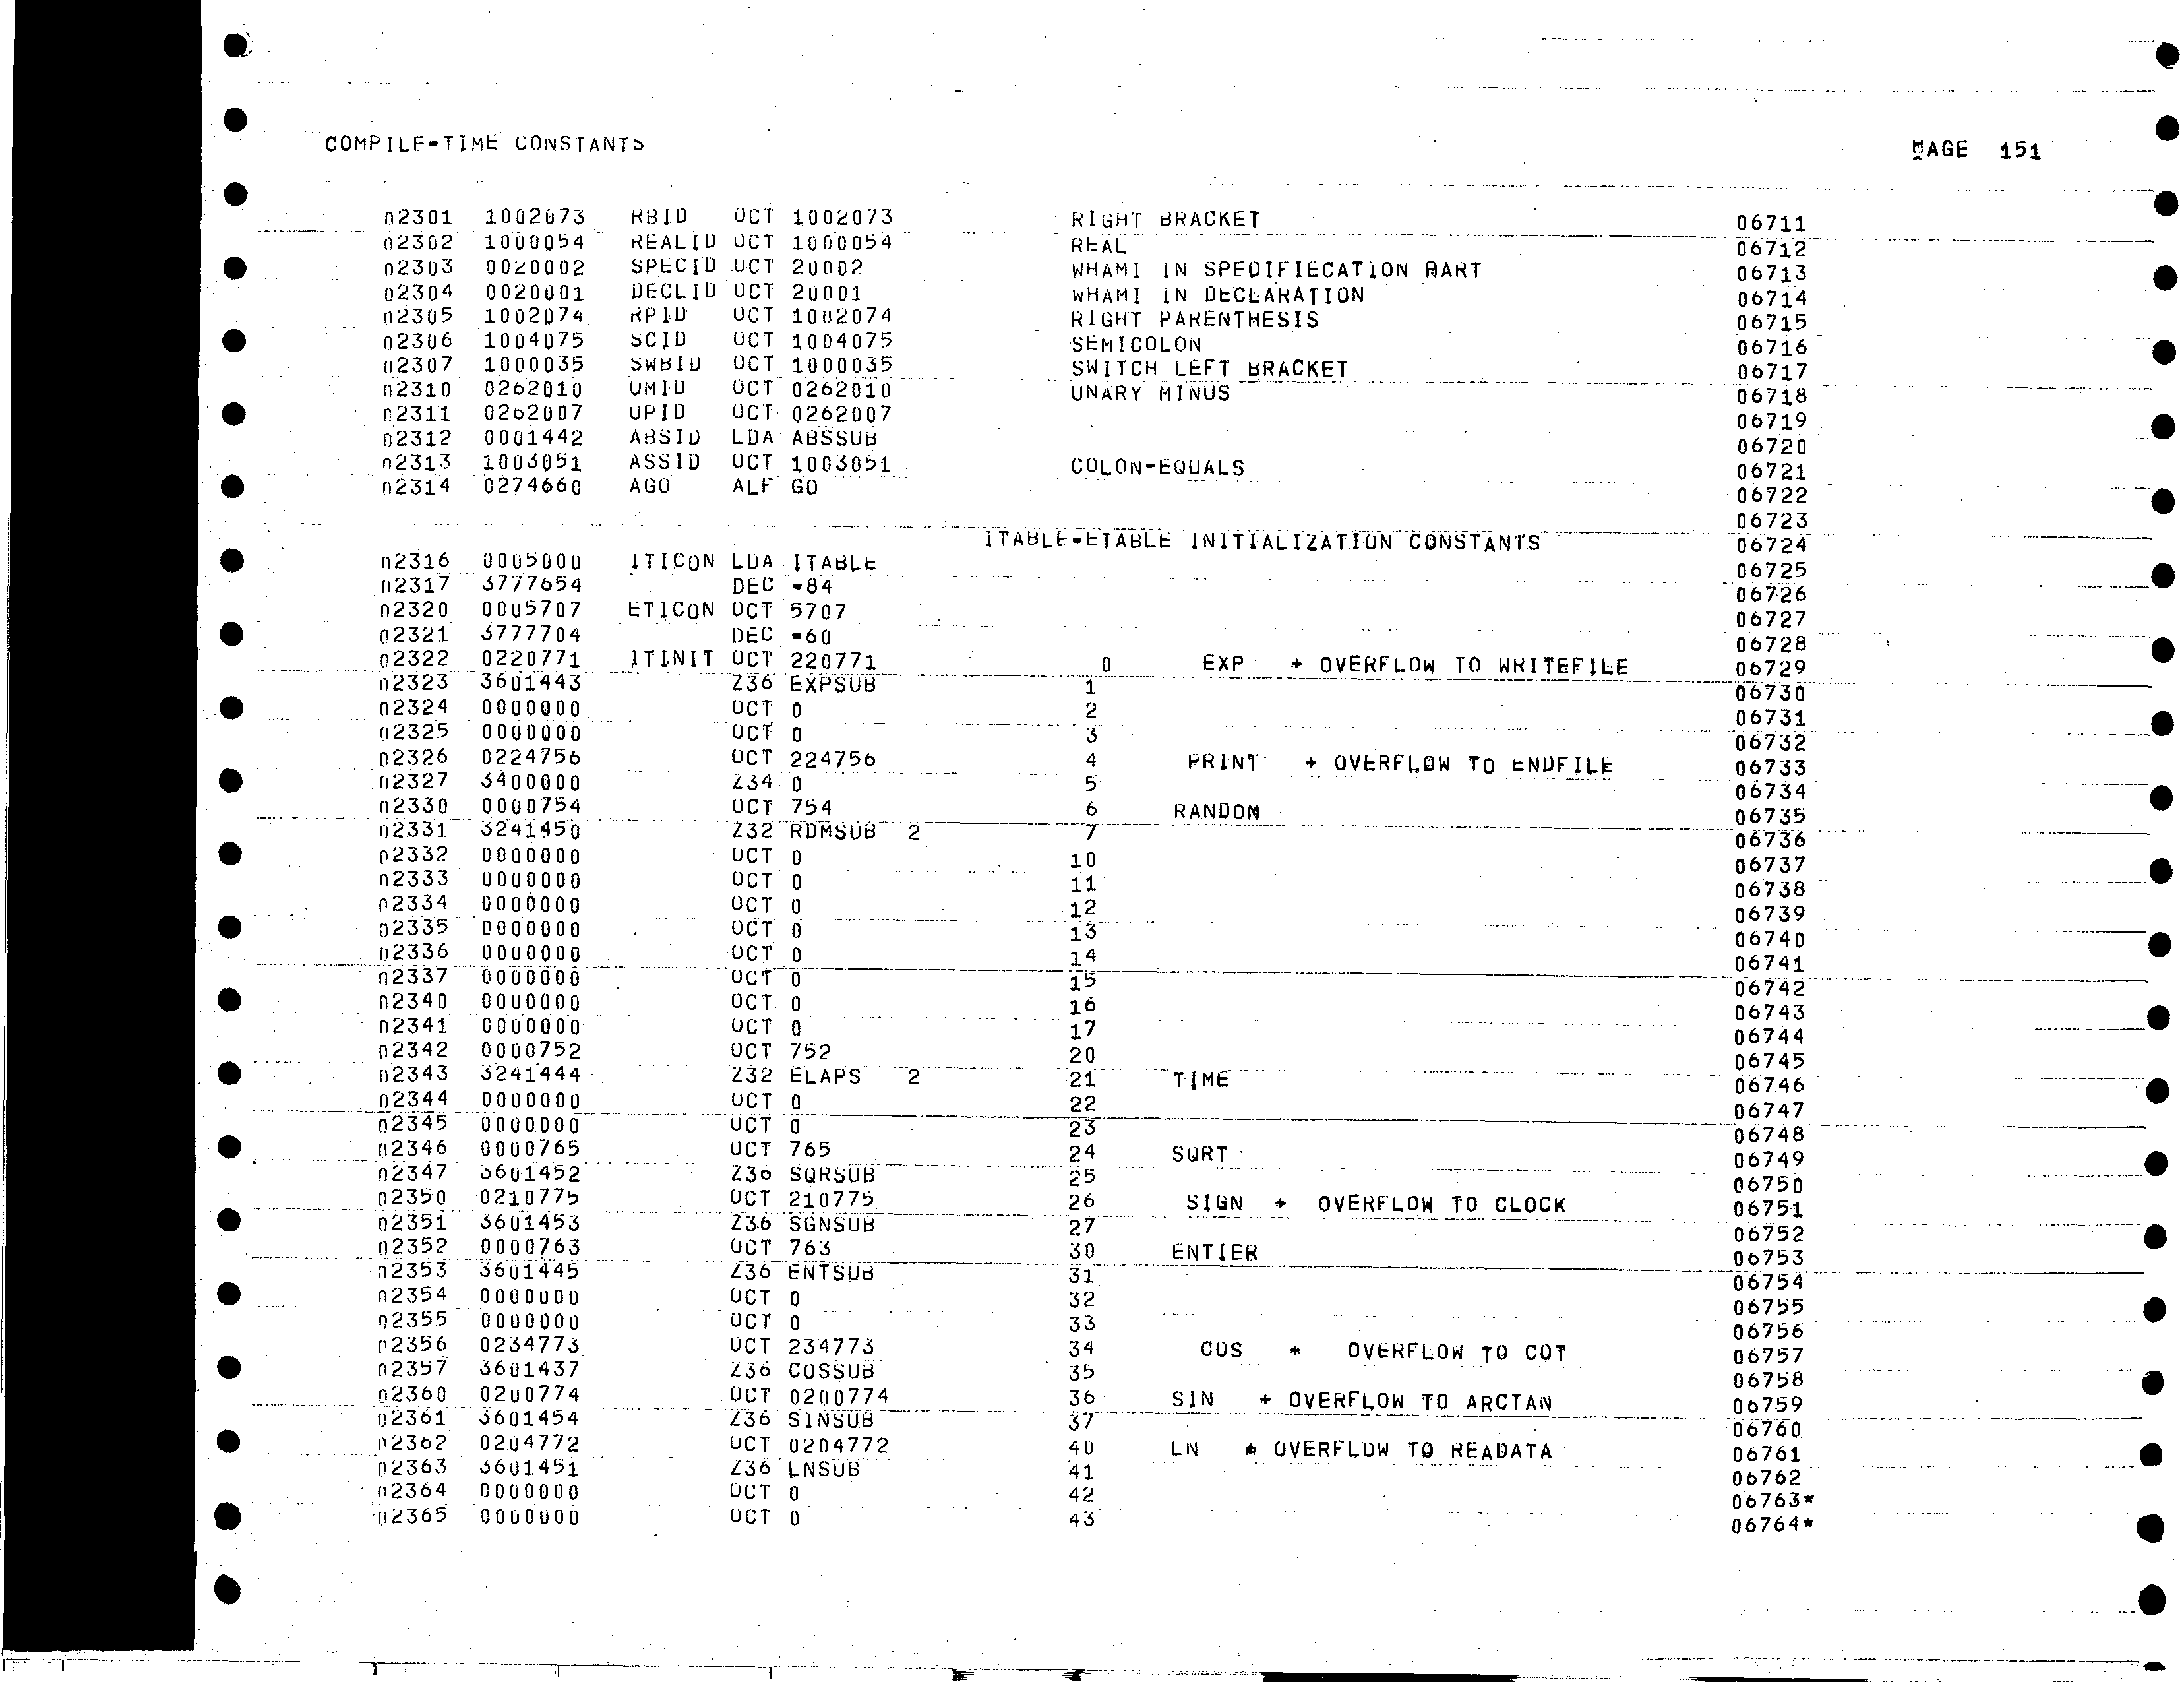 COMPILE-TIME CONSTANTS PAGE 151
02301 1002073 RBID OCT 1002073 RIGHT BRACKET 06711
02302 1000054 REALID OCT 1000054 REAL 06712
02303 0020002 SPECID OCT 20002 WHAMI IN SPECIFIECATION PART 06713
02304 0020001 DECLID OCT 20001 WHAMI IN DECLARATION 06714
02305 1002074 RPID OCT 1002074 RIGHT PARENTHESIS 06715
02306 1004075 SCID OCT 1004075 SEMICOLON 06716
02307 1000035 SWBID OCT 1000035 SWITCH LEFT BRACKET 06717
02310 0262010 UMID OCT 0262010 UNARY MINUS 06718
02311 0262007 UPID OCT 0262007 06719
02312 0001442 ABSID LDA ABSSUB 06720
02313 1003051 ASSID OCT 1003051 COLON-EQUALS 06721
02314 0274660 AGO ALF GO 06722
06723
ITABLE-ETABLE INITIALIZATION CONSTANTS 06724
02316 0005000 ITICON LDA ITABLE 06725
02317 3777654 DEC -84 06726
02320 0005707 ETICON OCT 5707 06727
02321 3777704 DEC -60 06728
02322 0220771 ITINIT OCT 220771 0 EXP + OVERFLOW TO WRITEFILE 06729
02323 3601443 Z36 EXPSUB 1 06730
02324 0000000 OCT 0 2 06731
02325 0000000 OCT 0 3 06732
02326 0224756 OCT 224756 4 PRINT + OVERFLOW TO ENDFILE 06733
02327 3400000 Z34 0 5 06734
02330 0000754 OCT 754 6 RANDOM 06735
02331 3241450 Z32 RDMSUB 2 7 06736
02332 0000000 OCT 0 10 06737
02333 0000000 OCT 0 11 06738
02334 0000000 OCT 0 12 06739
02335 0000000 OCT 0 13 06740
02336 0000000 OCT 0 14 06741
02337 0000000 OCT 0 15 06742
02340 0000000 OCT 0 16 06743
02341 0000000 OCT 0 17 06744
02342 0000752 OCT 752 20 06745
02343 3241444 Z32 ELAPS 2 21 TIME 06746
02344 0000000 OCT 0 22 06747
02345 0000000 OCT 0 23 06748
02346 0000765 OCT 765 24 SQRT 06749
02347 3601452 Z36 SQRSUB 25 06750
02350 0210775 OCT 210775 26 SIGN + OVERFLOW TO CLOCK 06751
02351 3601453 Z36 SGNSUB 27 06752
02352 0000763 OCT 763 30 ENTIER 06753
02353 3601445 Z36 ENTSUB 31 06754
02354 0000000 OCT 0 32 06755
02355 0000000 OCT 0 33 06756
02356 0234773 OCT 234773 34 COS + OVERFLOW TO COT 06757
02357 3601437 Z36 COSSUB 35 06758
02360 0200774 OCT 0200774 36 SIN + OVERFLOW TO ARCTAN 06759
02361 3601454 Z36 SINSUB 37 06760
02362 0204772 OCT 0204772 40 LN * OVERFLOW TO READATA 06761
02363 3601451 Z36 LNSUB 41 06762
02364 0000000 OCT 0 42 06763*
02365 0000000 OCT 0 43 06764*